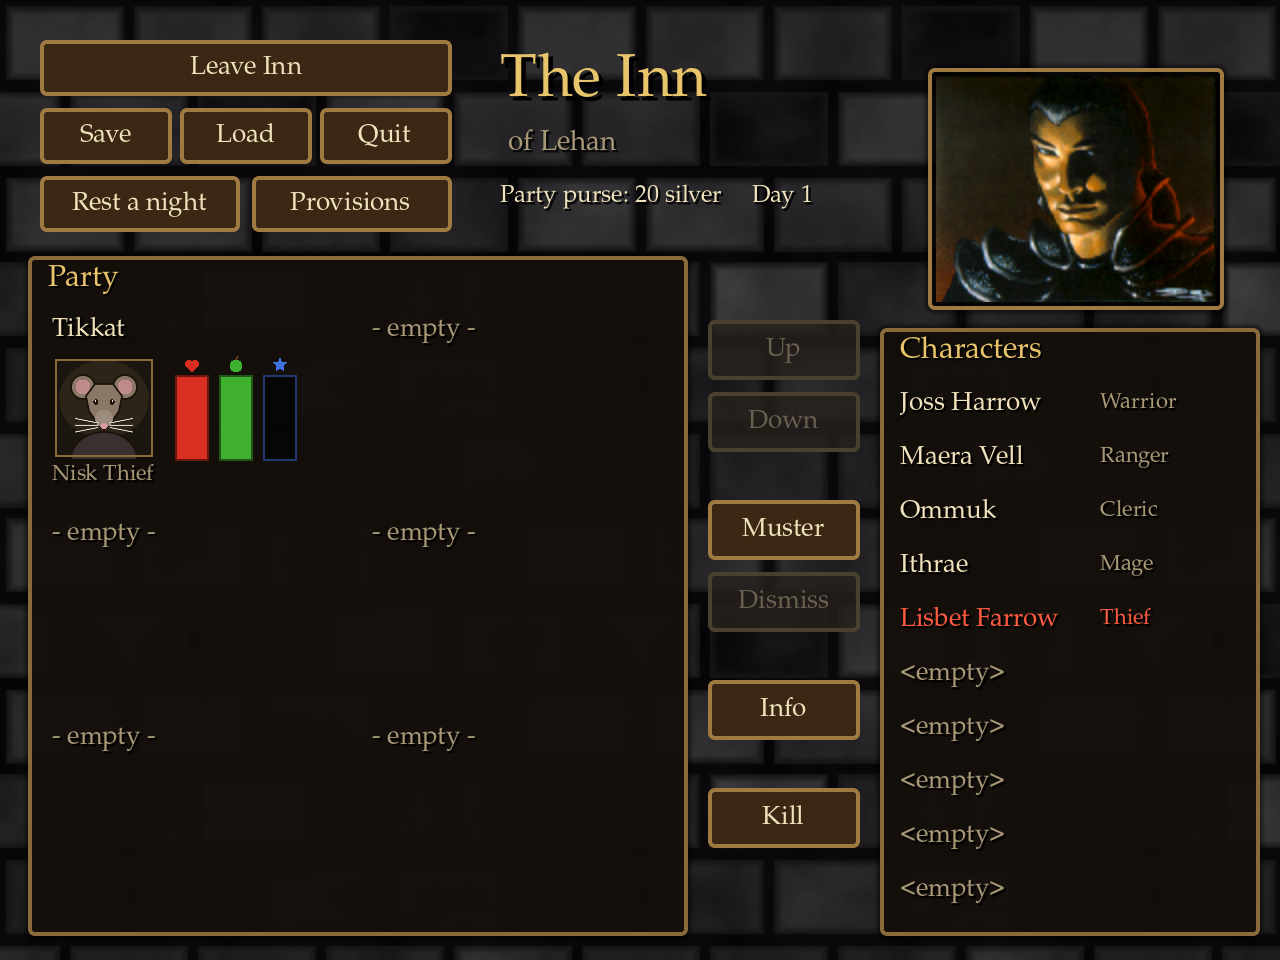 Leave Inn
Save
Load
Quit
Rest a night
Provisions
The Inn
of Lehan
Party purse: 20 silver
Day 1
Party
Tikkat
- empty -
Nisk Thief
- empty -
- empty -
- empty -
- empty -
Up
Down
Muster
Dismiss
Info
Kill
Characters
Joss Harrow Warrior
Maera Vell Ranger
Ommuk Cleric
Ithrae Mage
Lisbet Farrow Thief
<empty>
<empty>
<empty>
<empty>
<empty>